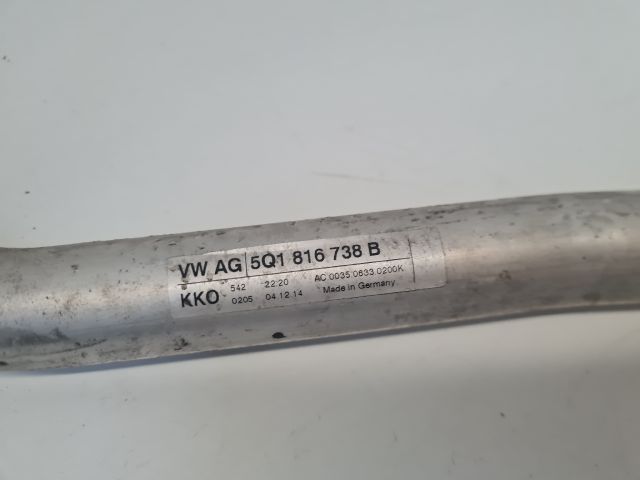 VW AG 5Q1 816 738 B
KKO 542 22:20 AC.0035.0633.0200K
0205 04.12.14 Made in Germany